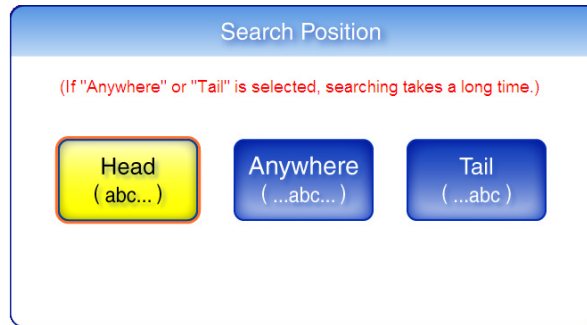 Search Position
(If "Anywhere" or "Tail" is selected, searching takes a long time.)
Head Anywhere Tail
( abc... ) ( ...abc... ) ( ...abc )